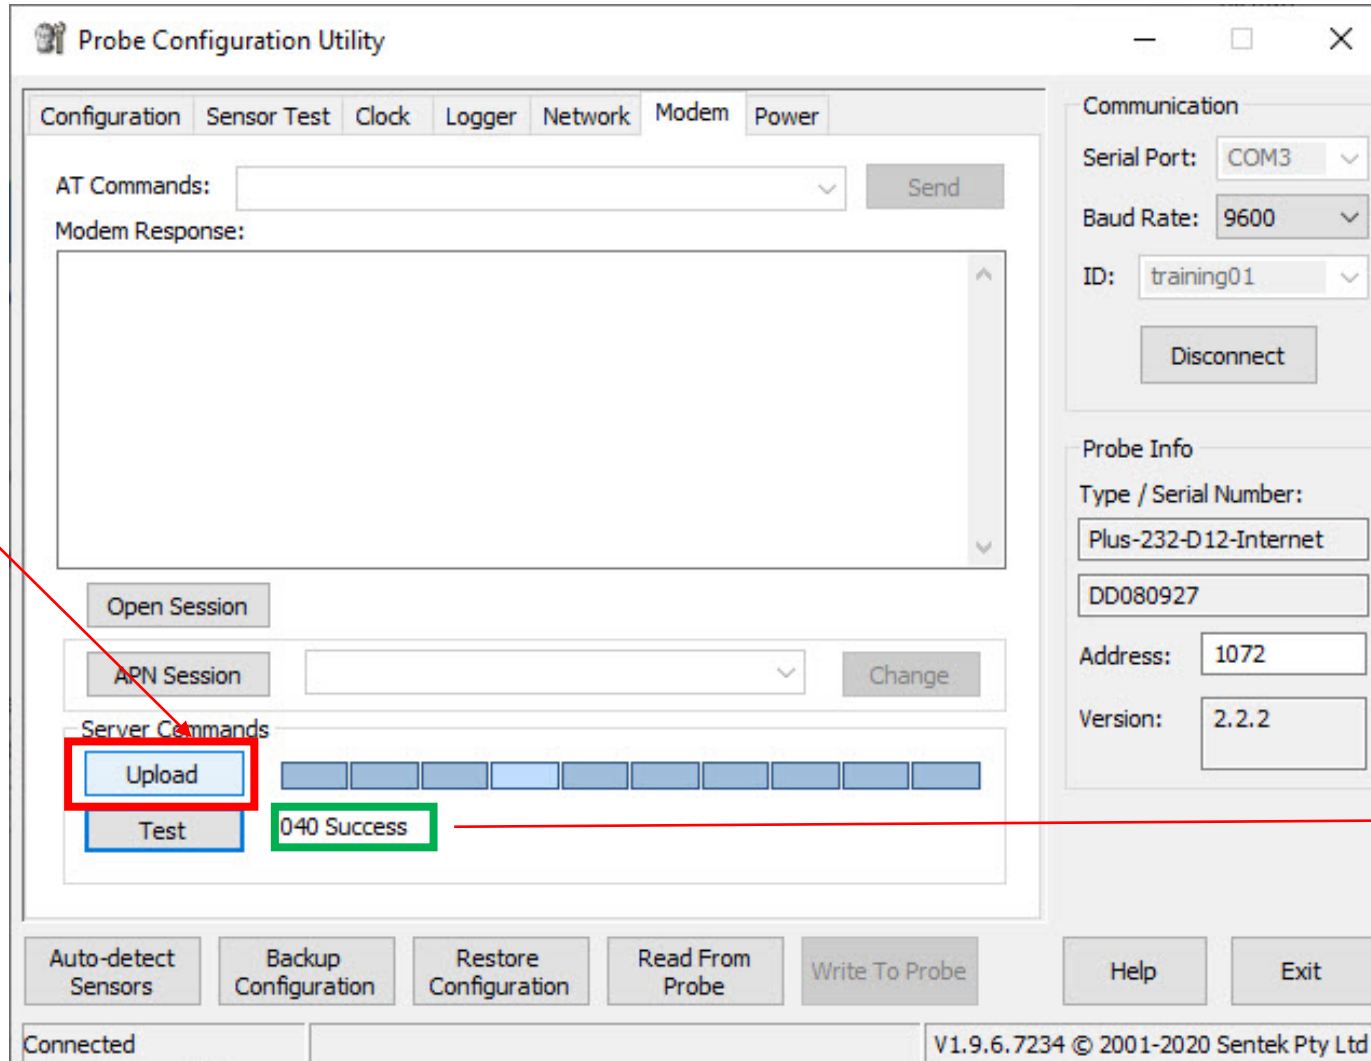 Probe Configuration Utility
Configuration Sensor Test Clock Logger Network Modem Power
AT Commands:
Send
Modem Response:
Open Session
APN Session
Change
Server Commands
Upload
Test
040 Success
Communication
Serial Port: COM3
Baud Rate: 9600
ID: training01
Disconnect
Probe Info
Type / Serial Number:
Plus-232-D12-Internet
DD080927
Address: 1072
Version: 2.2.2
Auto-detect
Sensors
Backup
Configuration
Restore
Configuration
Read From
Probe
Write To Probe
Help
Exit
Connected
V1.9.6.7234 © 2001-2020 Sentek Pty Ltd